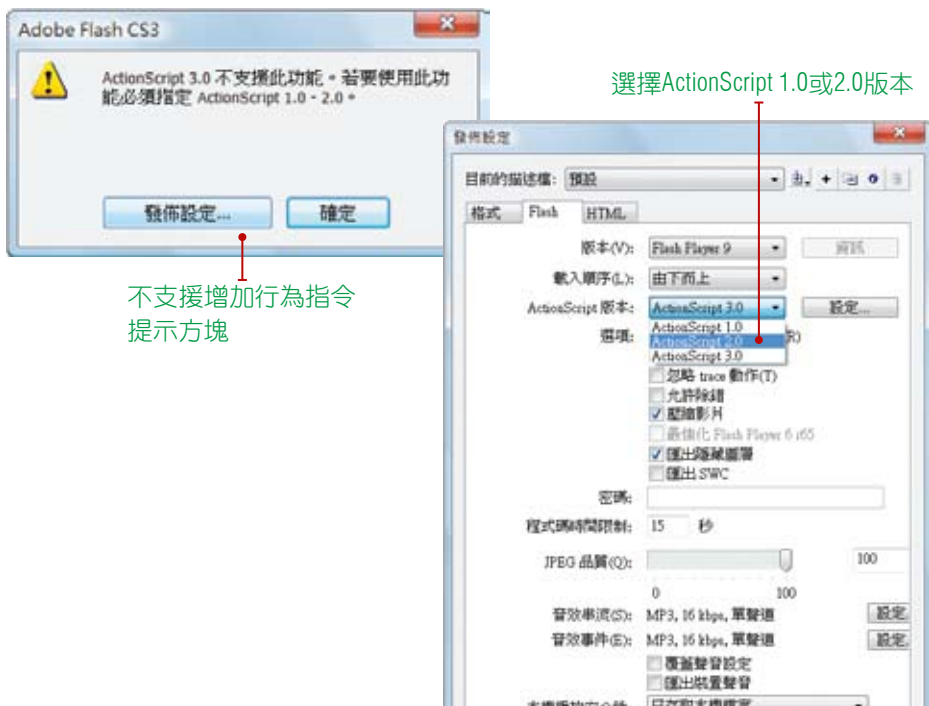 Adobe Flash CS3
ActionScript 3.0 不支援此功能。若要使用此功
能必須指定 ActionScript 1.0 - 2.0。
發佈設定...
確定
不支援增加行為指令
提示方塊
選擇ActionScript 1.0或2.0版本
發佈設定
目前的描述檔: 預設
格式 Flash HTML
版本(V): Flash Player 9 資訊
載入順序(L): 由下而上
ActionScript 版本: ActionScript 3.0 設定...
ActionScript 1.0
選項: ActionScript 2.0
ActionScript 3.0
忽略 trace 動作(T)
允許除錯
壓縮影片
最佳化 Flash Player 6 r65
匯出隱藏圖層
匯出 SWC
密碼:
程式碼時間限制: 15 秒
JPEG 品質(Q): 100
0 100
音效串流(S): MP3, 16 kbps, 單聲道 設定
音效事件(E): MP3, 16 kbps, 單聲道 設定
覆蓋聲音設定
匯出裝置聲音